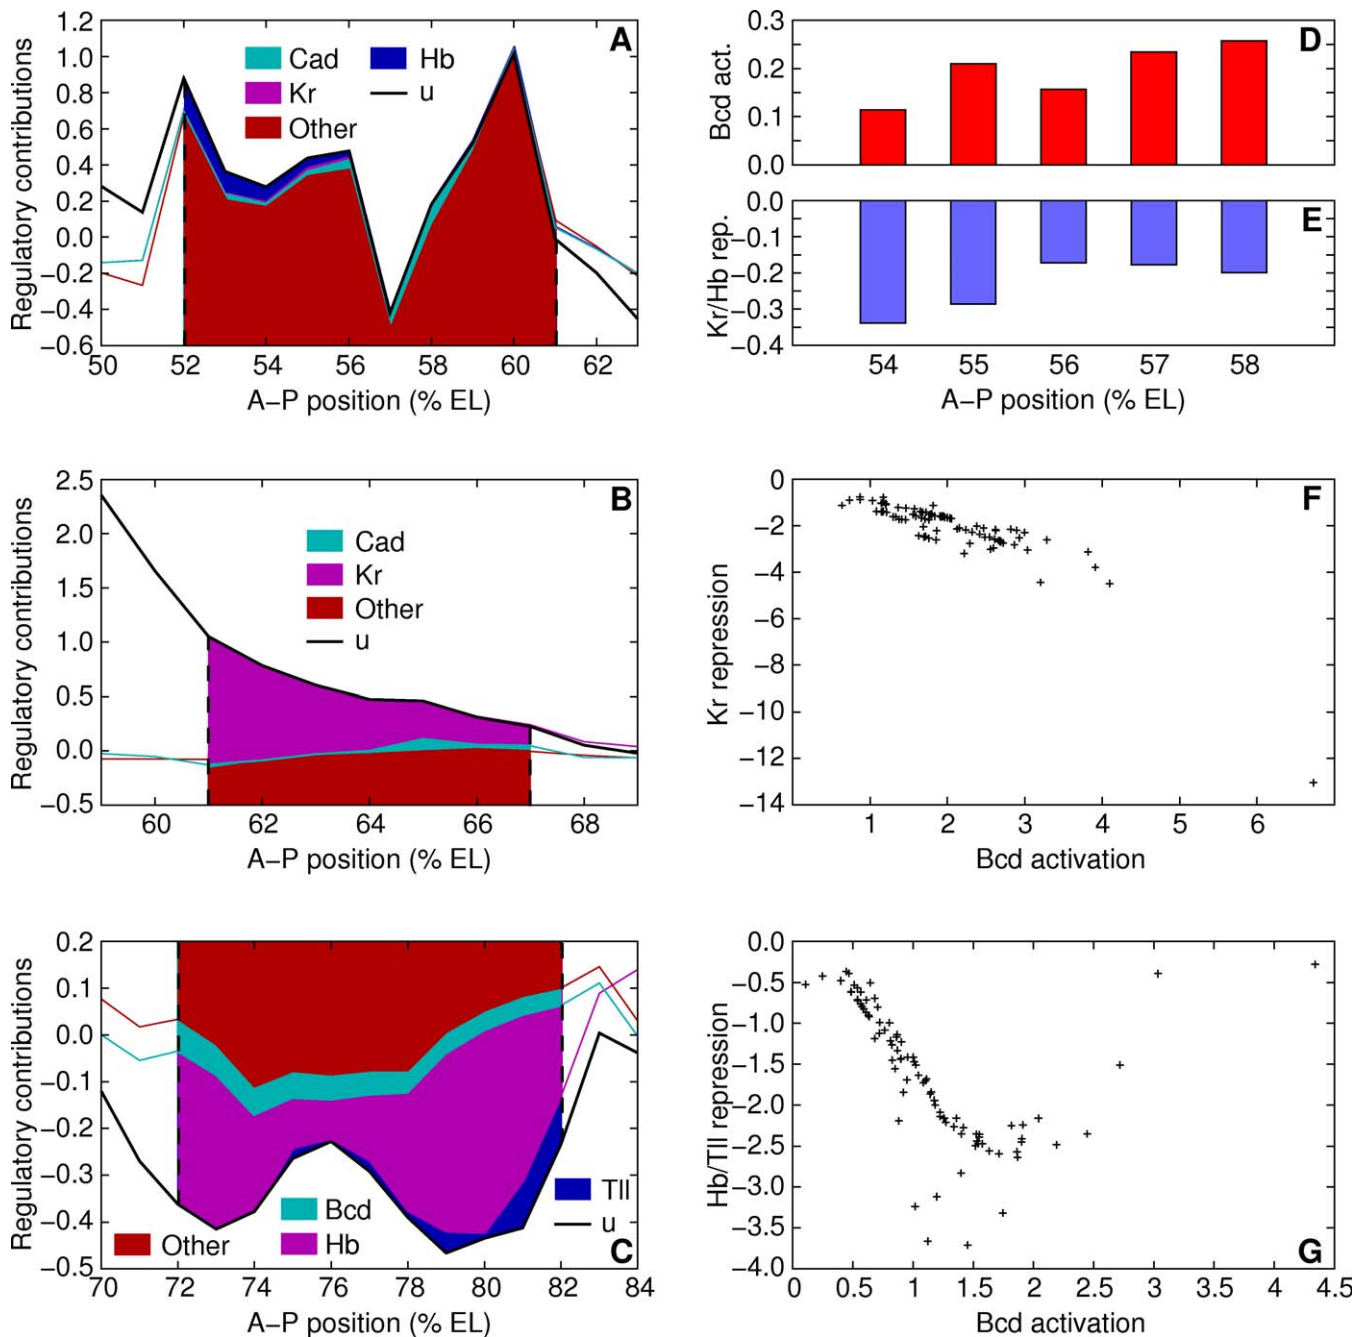 A
Regulatory contributions
1.2
1.0
0.8
0.6
0.4
0.2
0.0
−0.2
−0.4
−0.6
Cad
Kr
Other
Hb
u
50 52 54 56 58 60 62
A−P position (% EL)
D
Bcd act.
0.3
0.2
0.1
0.0
E
Kr/Hb rep.
0.0
−0.1
−0.2
−0.3
−0.4
54 55 56 57 58
A−P position (% EL)
B
Regulatory contributions
2.5
2.0
1.5
1.0
0.5
0.0
−0.5
Cad
Kr
Other
u
60 62 64 66 68
A−P position (% EL)
F
Kr repression
0
−2
−4
−6
−8
−10
−12
−14
1 2 3 4 5 6
Bcd activation
C
Regulatory contributions
0.2
0.1
0.0
−0.1
−0.2
−0.3
−0.4
−0.5
Other
Bcd
Hb
Tll
u
70 72 74 76 78 80 82 84
A−P position (% EL)
G
Hb/Tll repression
0.0
−0.5
−1.0
−1.5
−2.0
−2.5
−3.0
−3.5
−4.0
0 0.5 1 1.5 2 2.5 3 3.5 4 4.5
Bcd activation